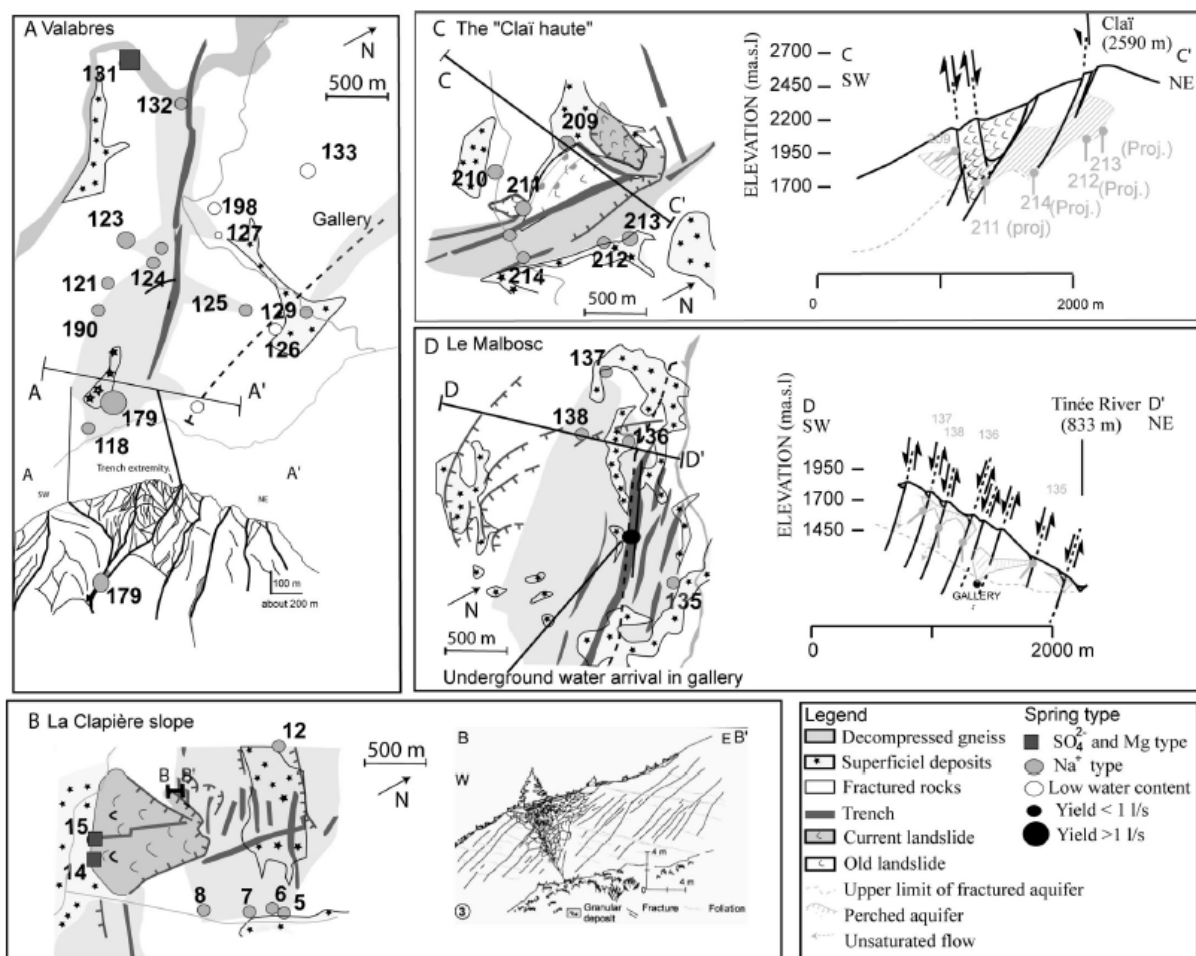 A Valabres
N
500 m
131
132
133
198
127
Gallery
123
124
121
125
129
190
126
A
A'
179
118
Trench extremity
A
SW
A'
NE
179
100 m
about 200 m
C The "Claï haute"
C
209
210
211
C'
213
212
214
500 m
N
ELEVATION (ma.s.l)
2700
2450
2200
1950
1700
C
SW
Claï
(2590 m)
C'
NE
209
213 (Proj.)
212 (Proj.)
214 (Proj.)
211 (proj)
0
2000 m
D Le Malbosc
137
D
138
136
D'
135
N
500 m
Underground water arrival in gallery
ELEVATION (ma.s.l)
D
SW
1950
1700
1450
137
138
136
Tinée River
(833 m)
D'
NE
135
GALLERY
0
2000 m
B La Clapière slope
12
500 m
N
B
B'
15
14
8
7
6
5
B
W
E B'
4 m
0
4 m
3
Granular
deposit
Fracture
Foliation
Legend
Decompressed gneiss
Superficiel deposits
Fractured rocks
Trench
Current landslide
Old landslide
Upper limit of fractured aquifer
Perched aquifer
Unsaturated flow
Spring type
SO₄²⁻ and Mg type
Na⁺ type
Low water content
Yield < 1 l/s
Yield >1 l/s